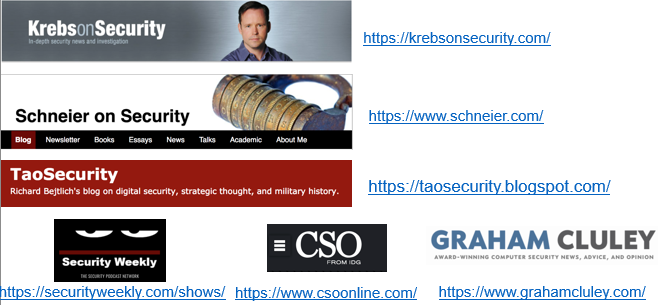 KrebsonSecurity
In-depth security news and investigation
https://krebsonsecurity.com/
Schneier on Security
https://www.schneier.com/
Blog Newsletter Books Essays News Talks Academic About Me
TaoSecurity
Richard Bejtlich's blog on digital security, strategic thought, and military history.
https://taosecurity.blogspot.com/
Security Weekly
THE SECURITY PODCAST NETWORK
https://securityweekly.com/shows/
CSO
FROM IDG
https://www.csoonline.com/
GRAHAM CLULEY
AWARD-WINNING COMPUTER SECURITY NEWS, ADVICE, AND OPINION
https://www.grahamcluley.com/